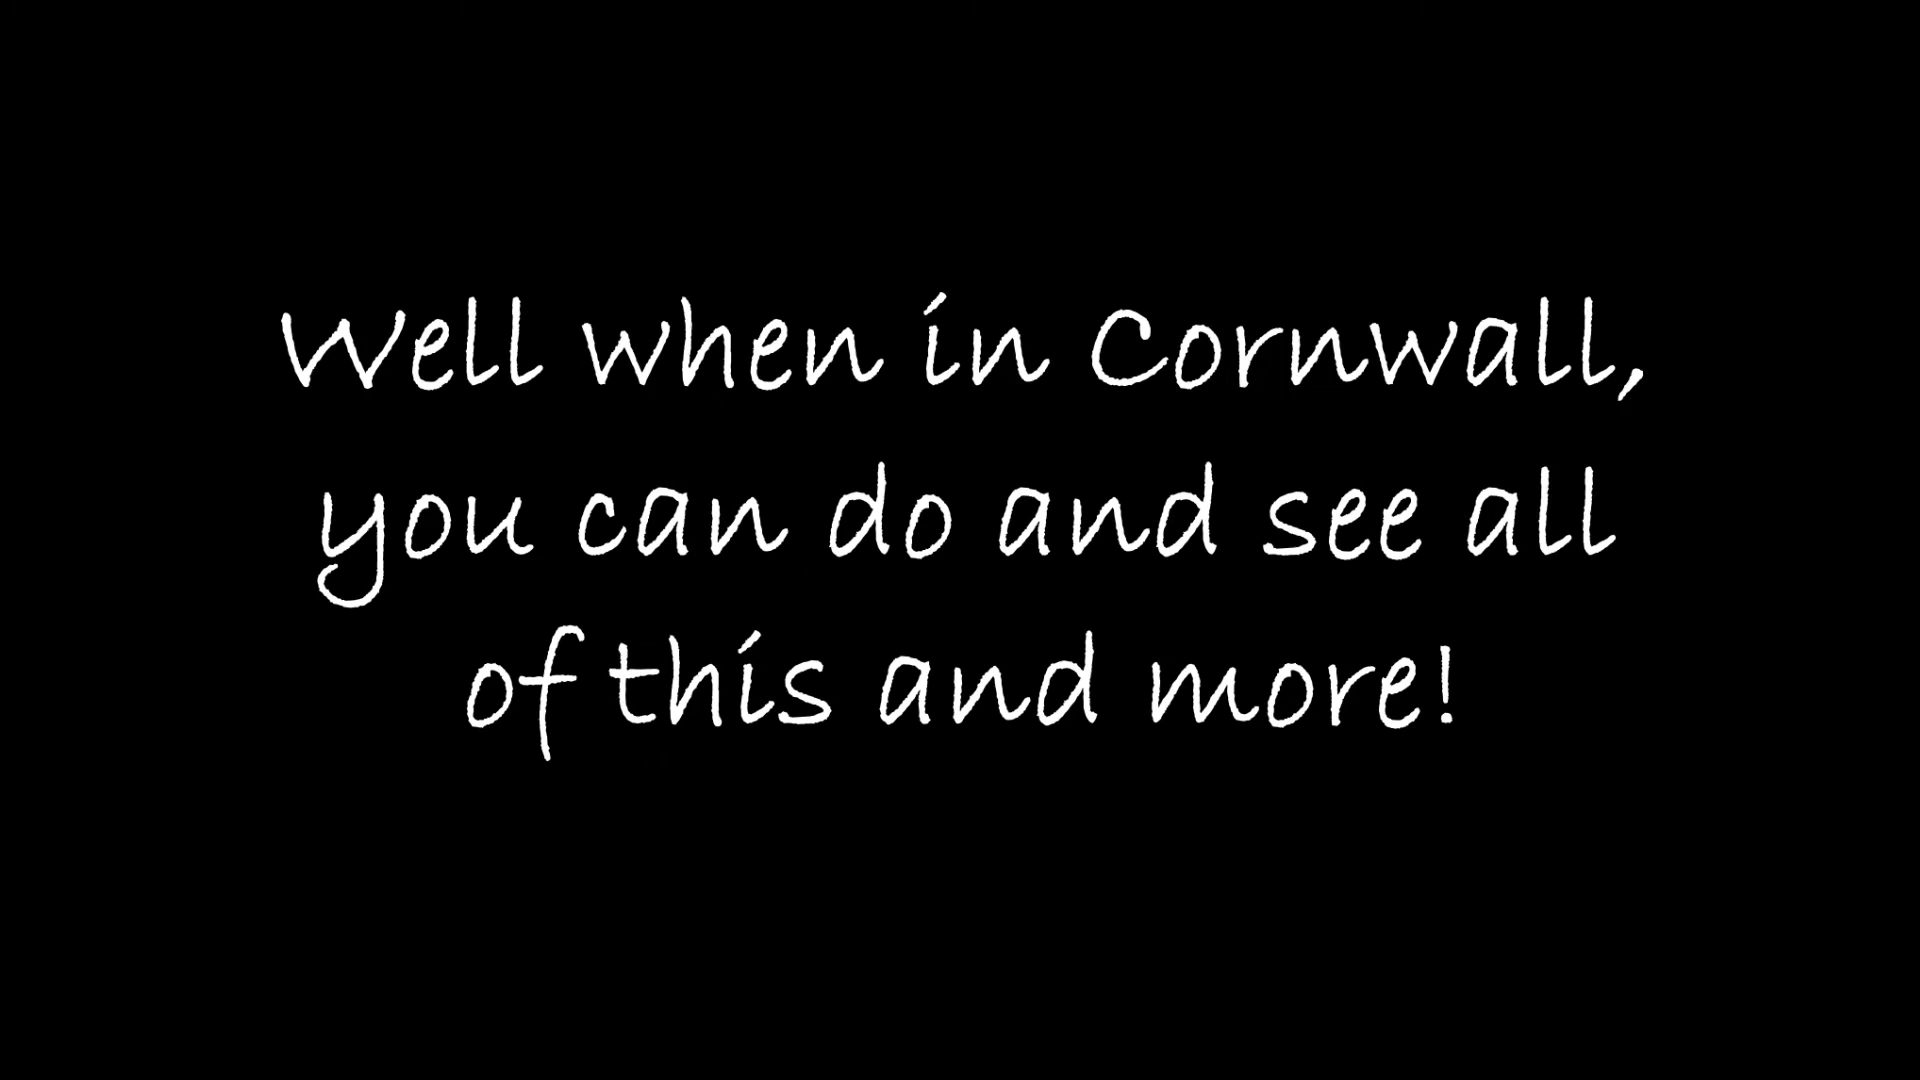 Well when in Cornwall,
you can do and see all
of this and more!